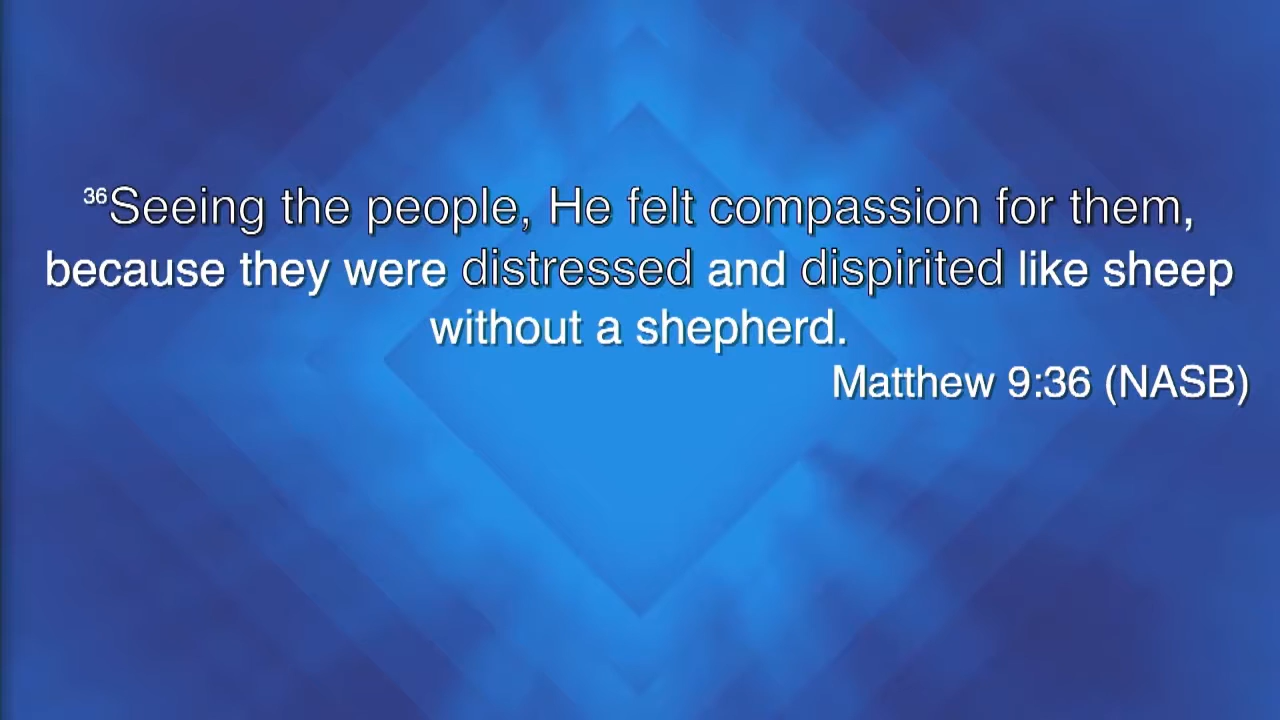 36Seeing the people, He felt compassion for them,
because they were distressed and dispirited like sheep
without a shepherd.
Matthew 9:36 (NASB)